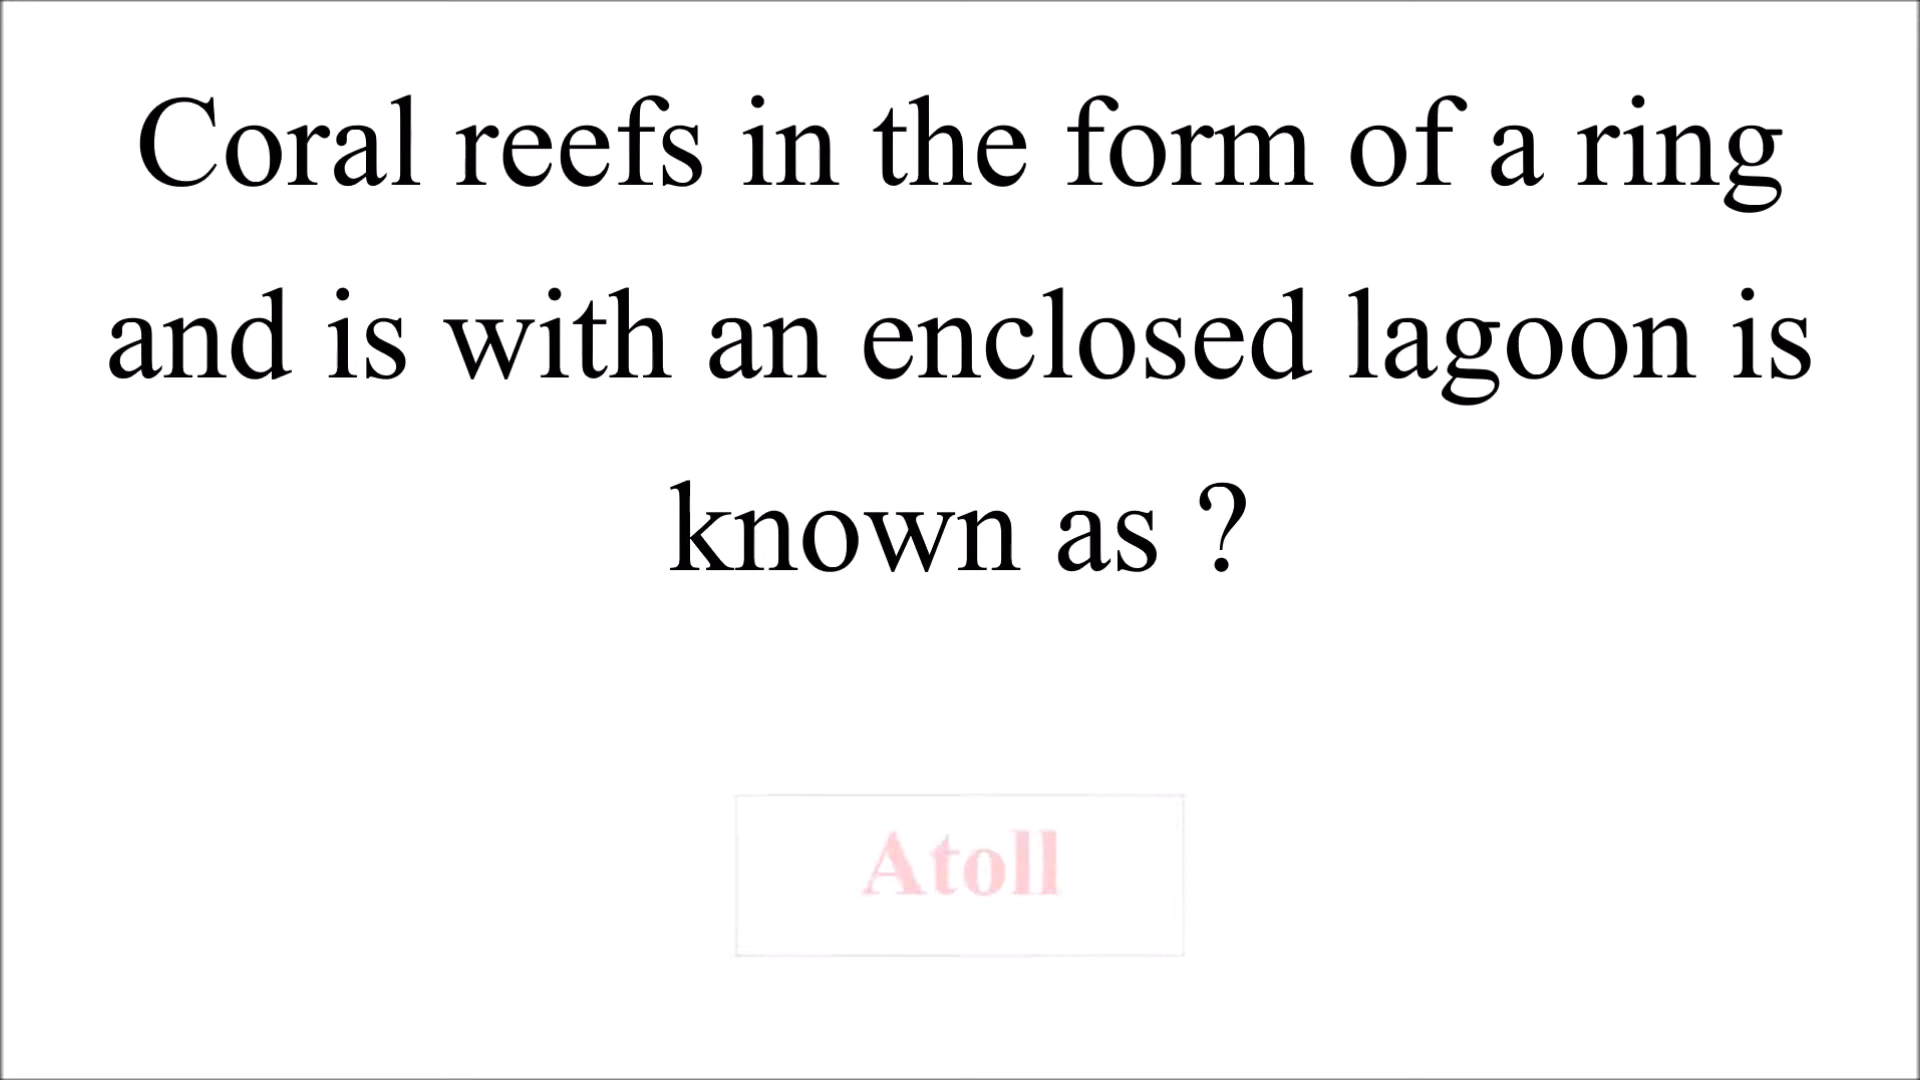 Coral reefs in the form of a ring
and is with an enclosed lagoon is
known as ?
Atoll